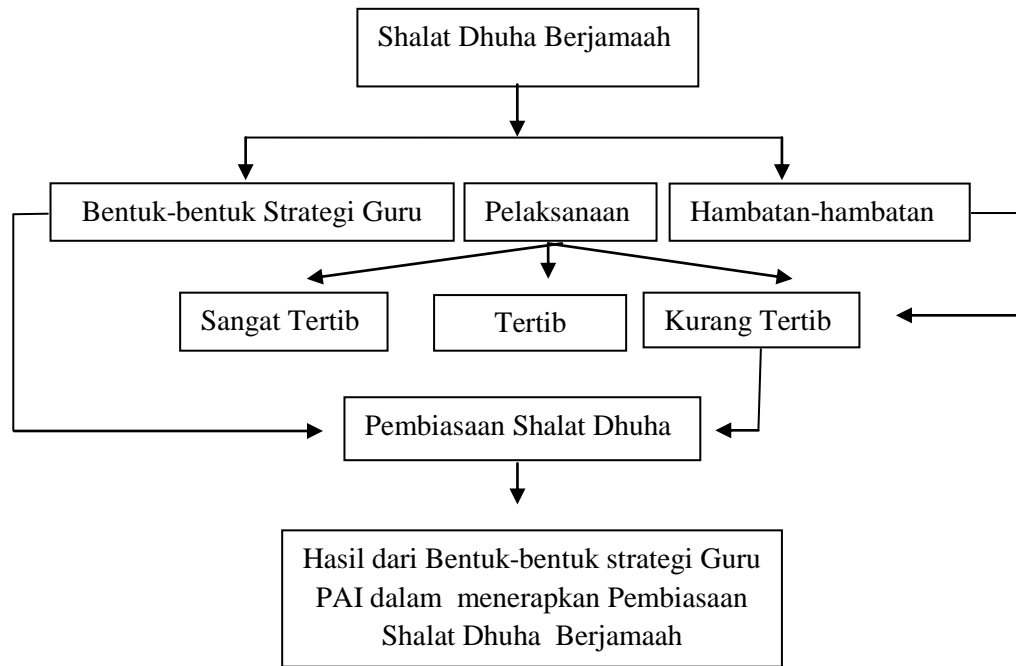 Shalat Dhuha Berjamaah
Bentuk-bentuk Strategi Guru
Pelaksanaan
Hambatan-hambatan
Sangat Tertib
Tertib
Kurang Tertib
Pembiasaan Shalat Dhuha
Hasil dari Bentuk-bentuk strategi Guru
PAI dalam menerapkan Pembiasaan
Shalat Dhuha Berjamaah